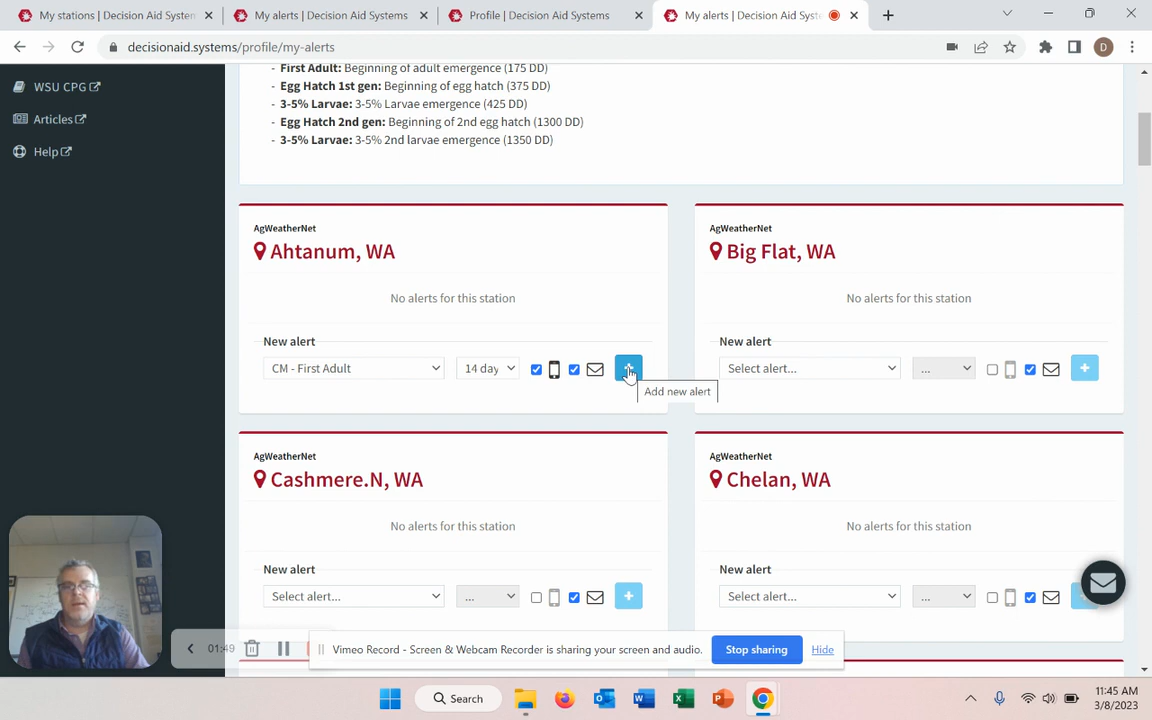 My stations | Decision Aid System
My alerts | Decision Aid Systems
Profile | Decision Aid Systems
My alerts | Decision Aid Syste
decisionaid.systems/profile/my-alerts
D
WSU CPG
Articles
Help
- First Adult: Beginning of adult emergence (175 DD)
- Egg Hatch 1st gen: Beginning of egg hatch (375 DD)
- 3-5% Larvae: 3-5% Larvae emergence (425 DD)
- Egg Hatch 2nd gen: Beginning of 2nd egg hatch (1300 DD)
- 3-5% Larvae: 3-5% 2nd larvae emergence (1350 DD)
AgWeatherNet
Ahtanum, WA
No alerts for this station
New alert
CM - First Adult
14 day
Add new alert
AgWeatherNet
Big Flat, WA
No alerts for this station
New alert
Select alert...
...
AgWeatherNet
Cashmere.N, WA
No alerts for this station
New alert
Select alert...
...
AgWeatherNet
Chelan, WA
No alerts for this station
New alert
Select alert...
...
01:49
Vimeo Record - Screen & Webcam Recorder is sharing your screen and audio.
Stop sharing
Hide
Search
11:45 AM
3/8/2023